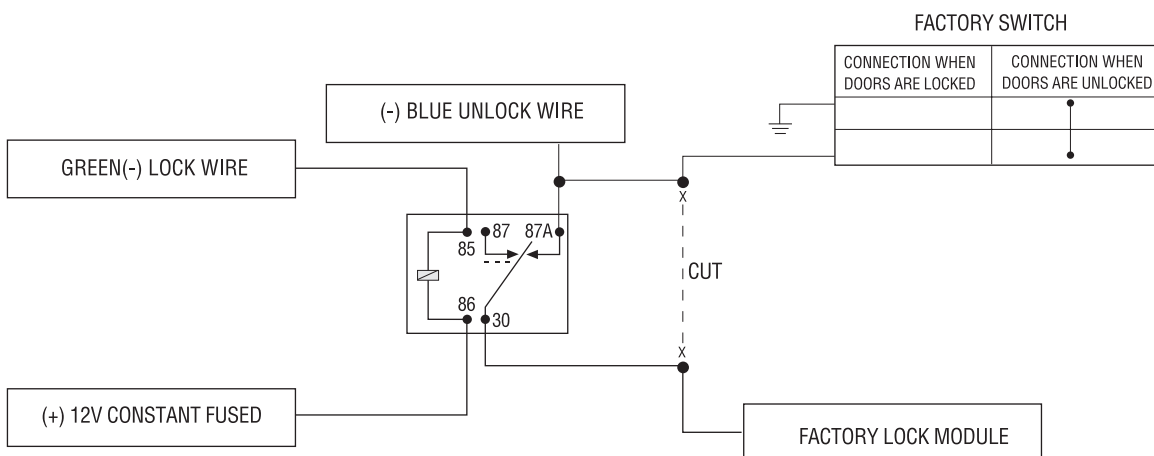 FACTORY SWITCH
CONNECTION WHEN
DOORS ARE LOCKED
CONNECTION WHEN
DOORS ARE UNLOCKED
(-) BLUE UNLOCK WIRE
GREEN(-) LOCK WIRE
87
87A
85
X
CUT
86
30
X
(+) 12V CONSTANT FUSED
FACTORY LOCK MODULE